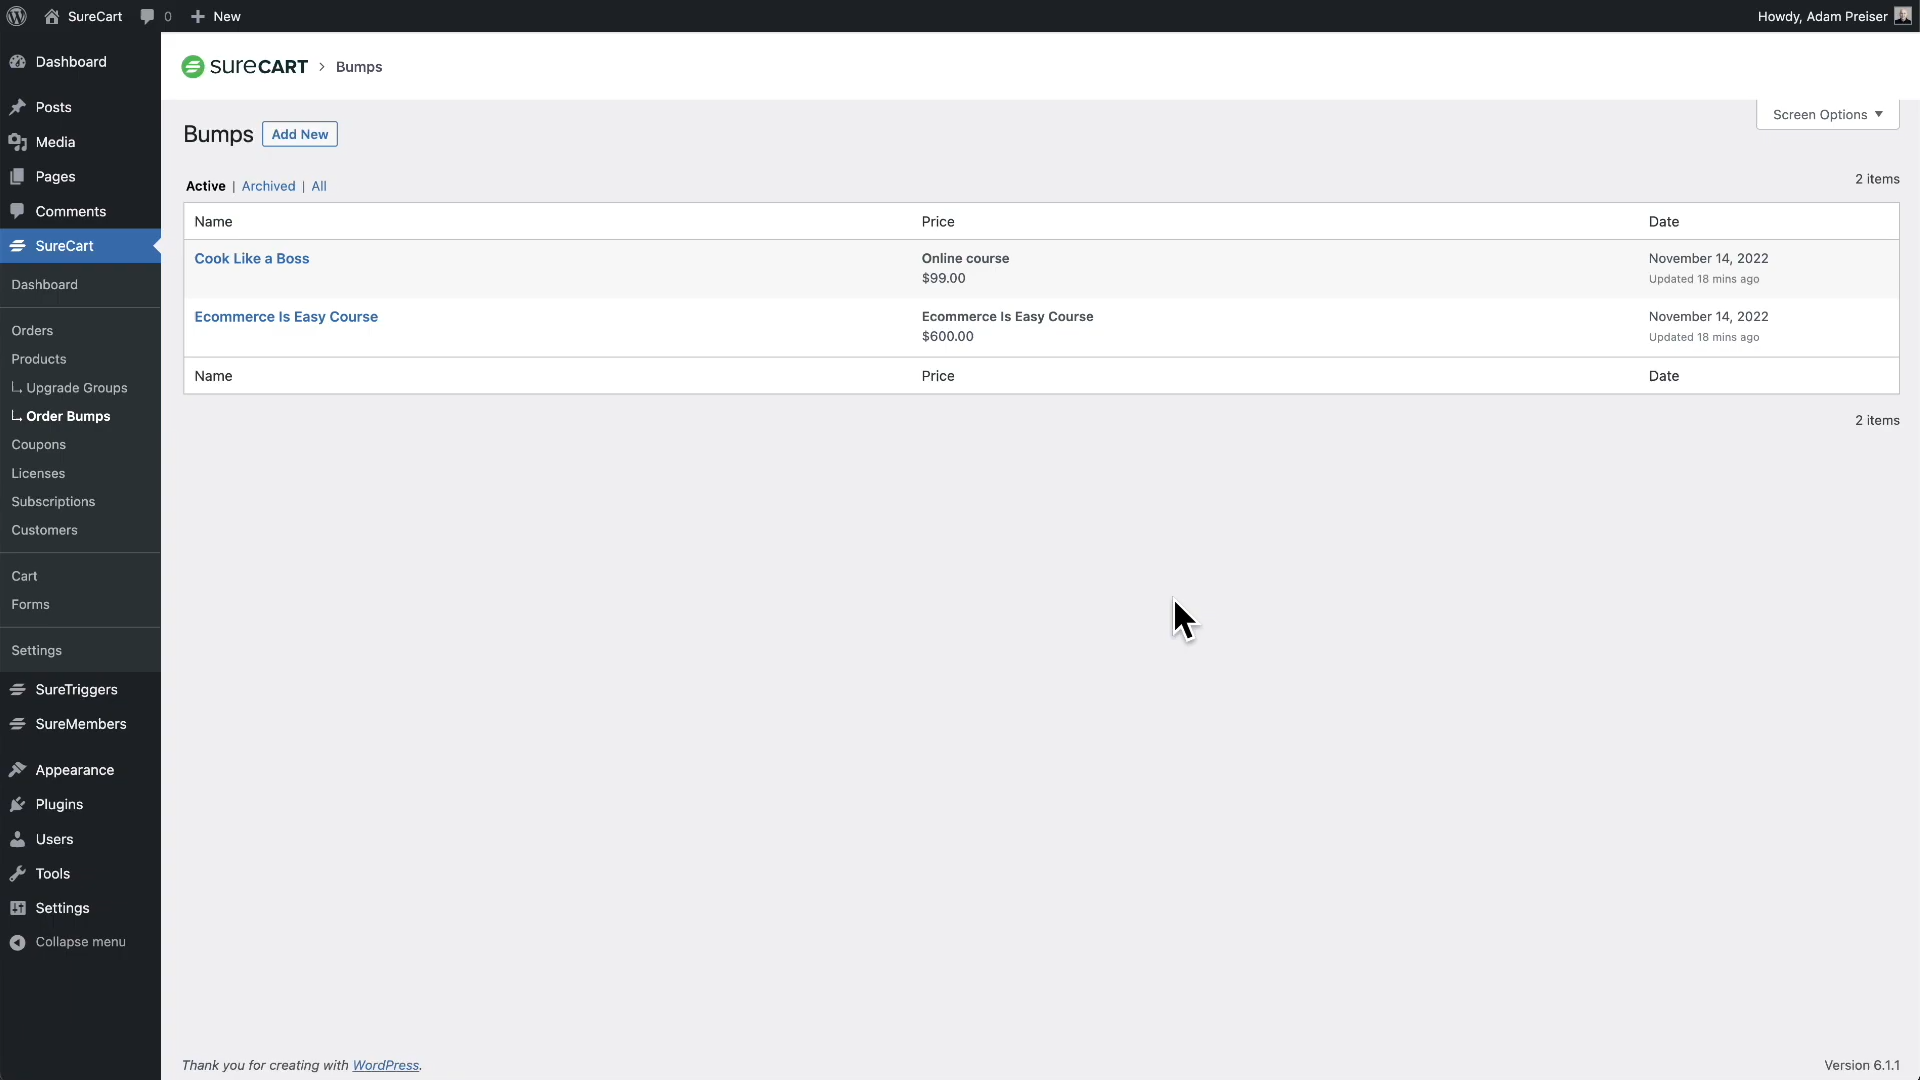 SureCart
0
New
Howdy, Adam Preiser
Dashboard
Posts
Media
Pages
Comments
SureCart
Dashboard
Orders
Products
Upgrade Groups
Order Bumps
Coupons
Licenses
Subscriptions
Customers
Cart
Forms
Settings
SureTriggers
SureMembers
Appearance
Plugins
Users
Tools
Settings
Collapse menu
sureCART > Bumps
Screen Options ▼
Bumps Add New
Active | Archived | All
2 items
Name Price Date
Cook Like a Boss Online course November 14, 2022
$99.00 Updated 18 mins ago
Ecommerce Is Easy Course Ecommerce Is Easy Course November 14, 2022
$600.00 Updated 18 mins ago
Name Price Date
2 items
Thank you for creating with WordPress.
Version 6.1.1